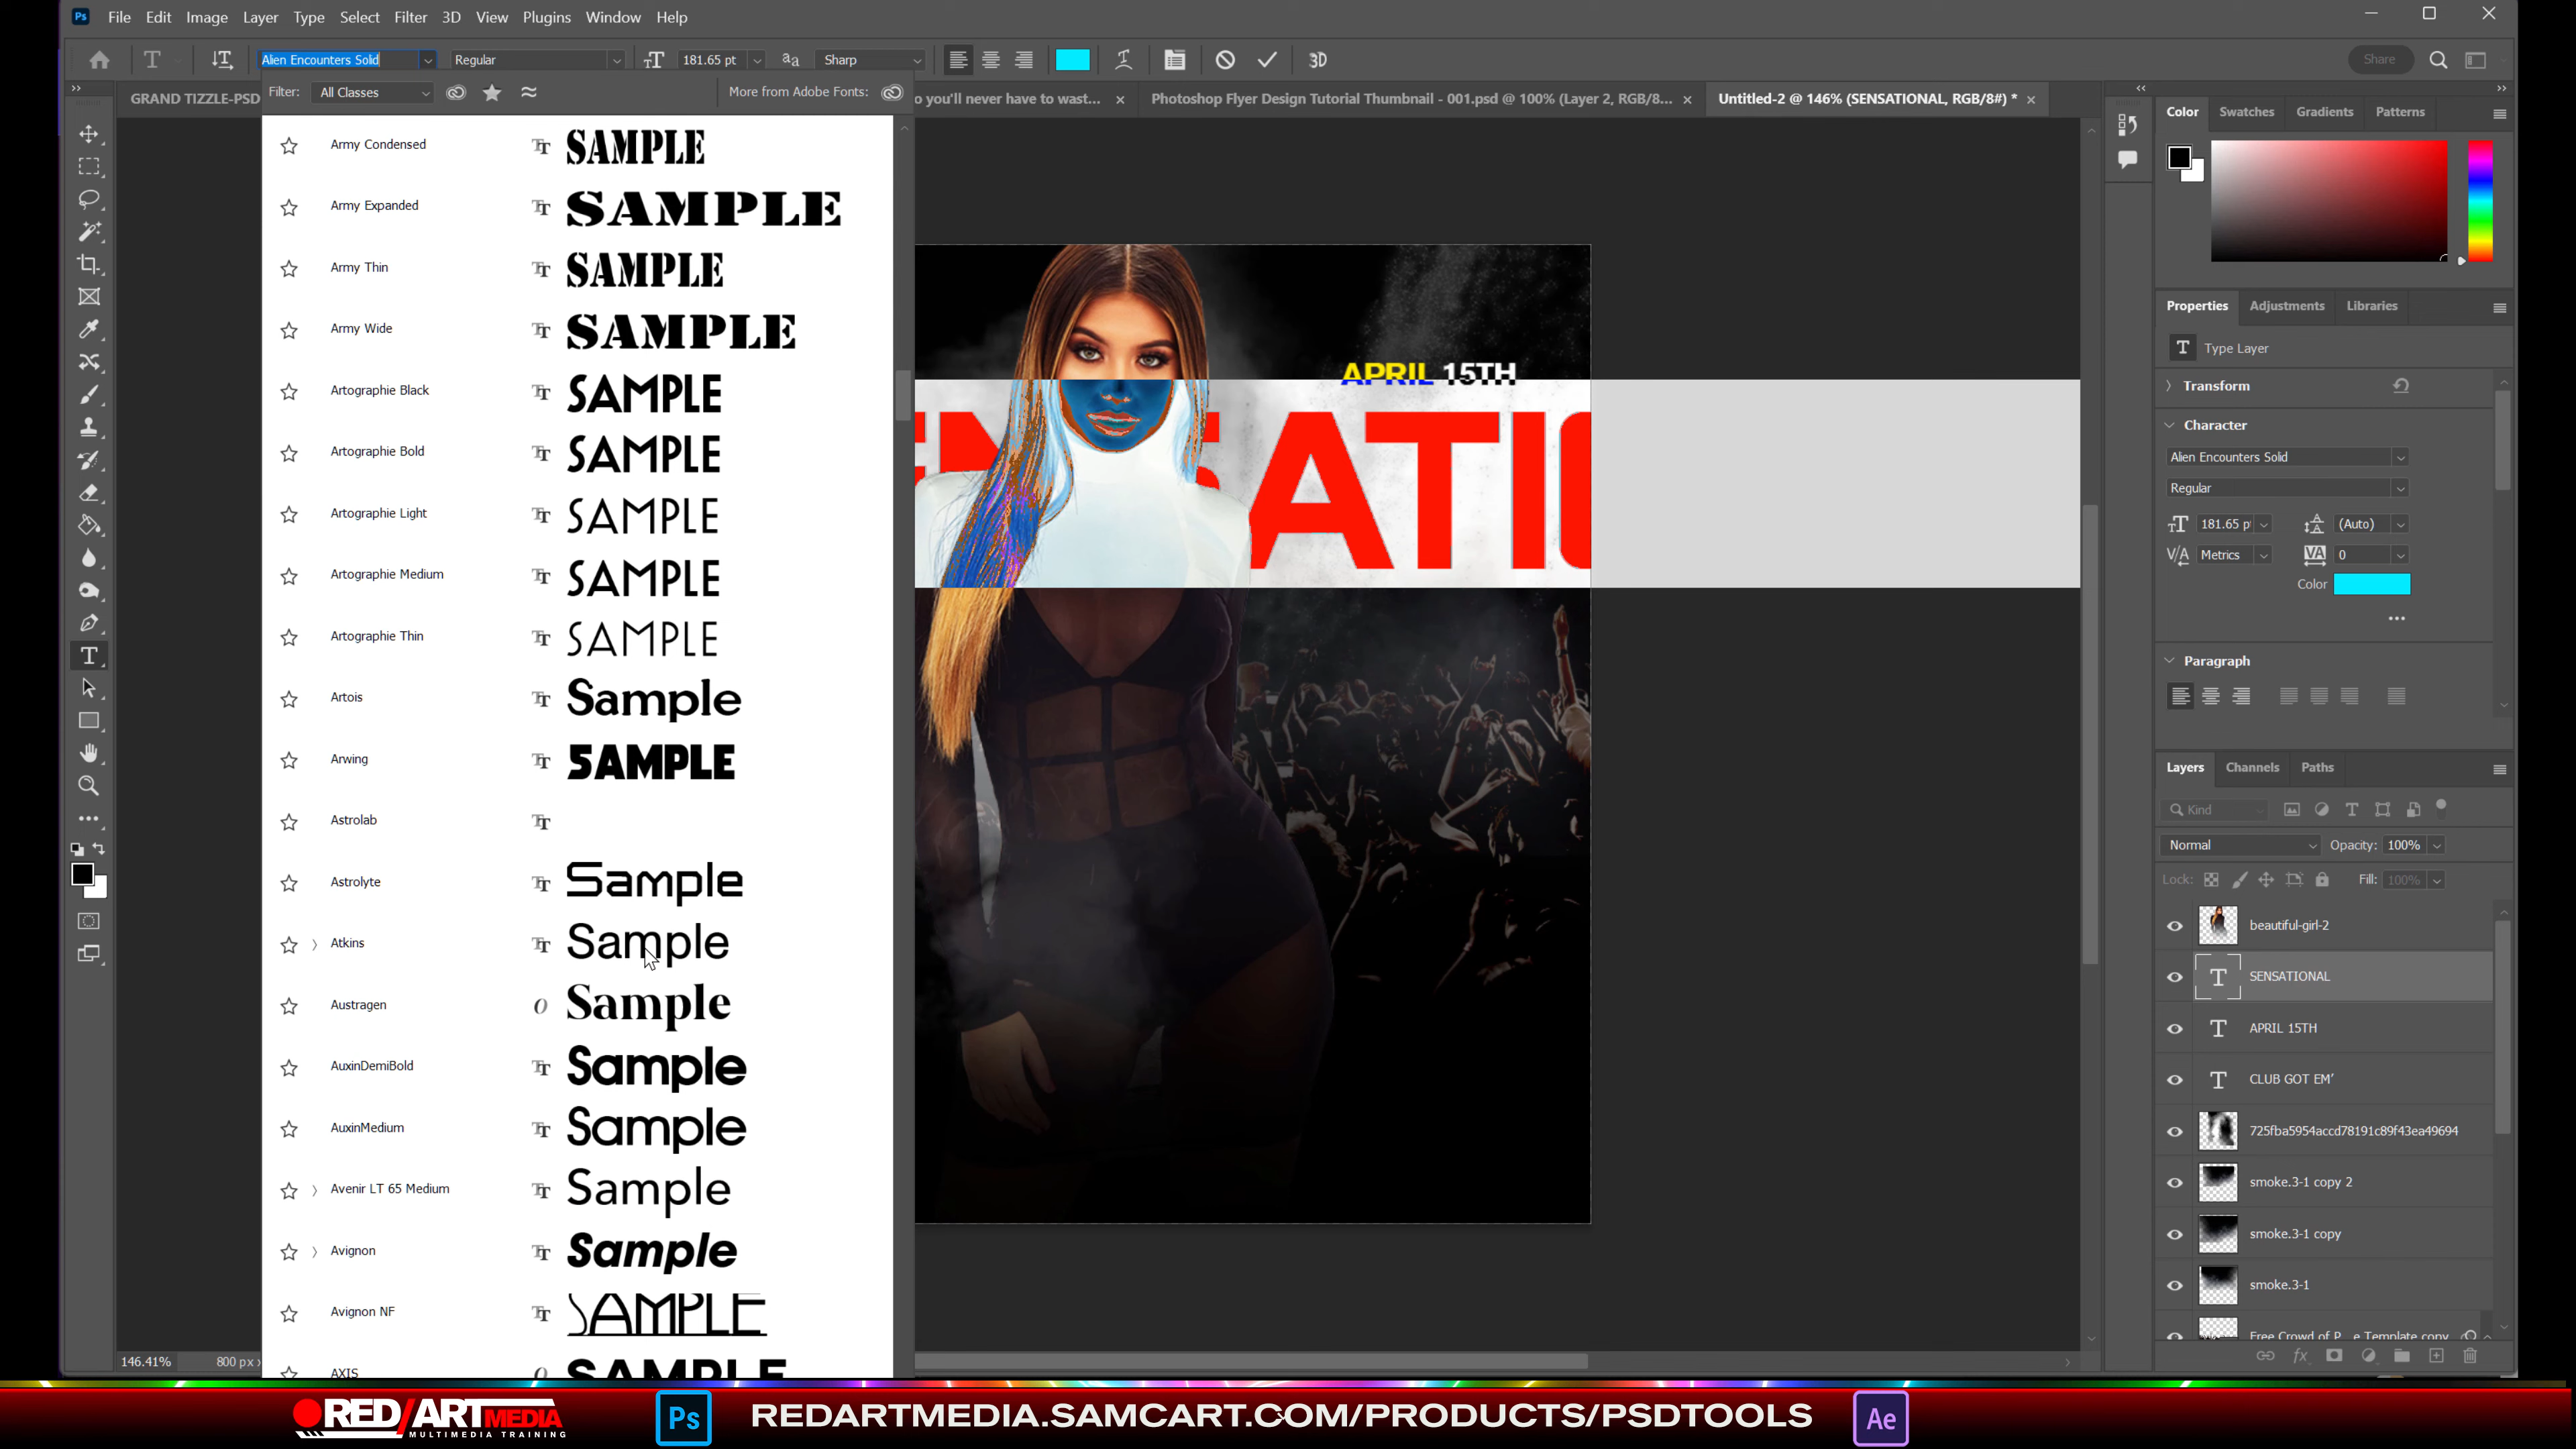 Ps File Edit Image Layer Type Select Filter 3D View Plugins Window Help
Alien Encounters Solid Regular 181.65 pt Sharp 3D Share
Filter: All Classes More from Adobe Fonts:
GRAND TIZZLE-PSD
o you'll never have to wast...
Photoshop Flyer Design Tutorial Thumbnail - 001.psd @ 100% (Layer 2, RGB/8...
Untitled-2 @ 146% (SENSATIONAL, RGB/8#) *
Army Condensed SAMPLE
Army Expanded SAMPLE
Army Thin SAMPLE
Army Wide SAMPLE
Artographie Black SAMPLE
Artographie Bold SAMPLE
Artographie Light SAMPLE
Artographie Medium SAMPLE
Artographie Thin SAMPLE
Artois Sample
Arwing SAMPLE
Astrolab
Astrolyte Sample
Atkins Sample
Austragen Sample
AuxinDemiBold Sample
AuxinMedium Sample
Avenir LT 65 Medium Sample
Avignon Sample
Avignon NF SAMPLE
AXIS SAMPLE
APRIL 15TH
ENSATIO
Color Swatches Gradients Patterns
Properties Adjustments Libraries
Type Layer
Transform
Character
Alien Encounters Solid
Regular
181.65 pt (Auto)
Metrics 0
Color
Paragraph
Layers Channels Paths
Kind
Normal Opacity: 100%
Lock: Fill: 100%
beautiful-girl-2
SENSATIONAL
APRIL 15TH
CLUB GOT EM'
725fba5954accd78191c89f43ea49694
smoke.3-1 copy 2
smoke.3-1 copy
smoke.3-1
Free Crowd of P... e Template copy
146.41% 800 px x
RED/ART MEDIA
MULTIMEDIA TRAINING
Ps
REDARTMEDIA.SAMCART.COM/PRODUCTS/PSDTOOLS
Ae